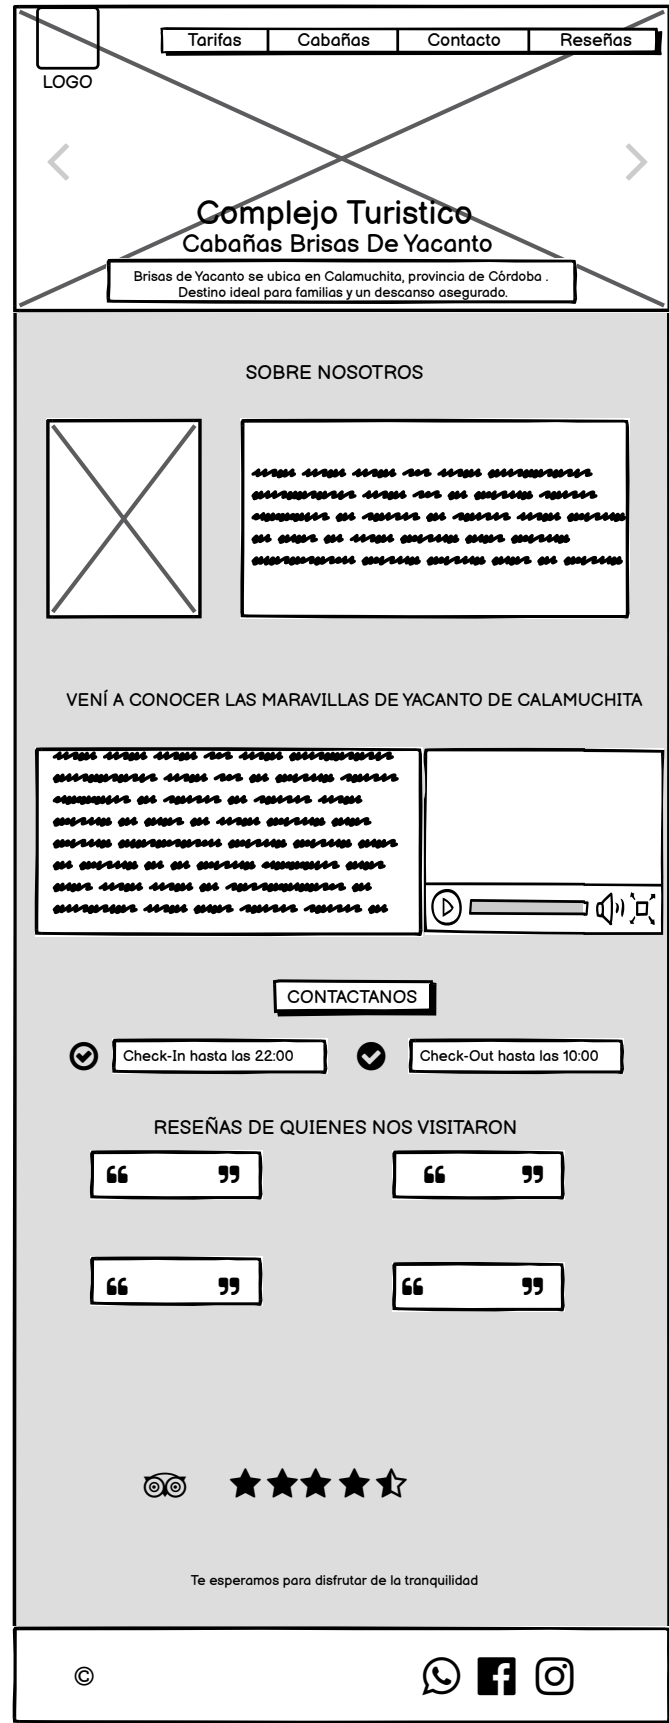 Tarifas
Cabañas
Contacto
Reseñas
LOGO
Complejo Turistico
Cabañas Brisas De Yacanto
Brisas de Yacanto se ubica en Calamuchita, provincia de Córdoba .
Destino ideal para familias y un descanso asegurado.
SOBRE NOSOTROS
VENÍ A CONOCER LAS MARAVILLAS DE YACANTO DE CALAMUCHITA
CONTACTANOS
Check-In hasta las 22:00
Check-Out hasta las 10:00
RESEÑAS DE QUIENES NOS VISITARON
❝ ❞
❝ ❞
❝ ❞
❝ ❞
Te esperamos para disfrutar de la tranquilidad
©